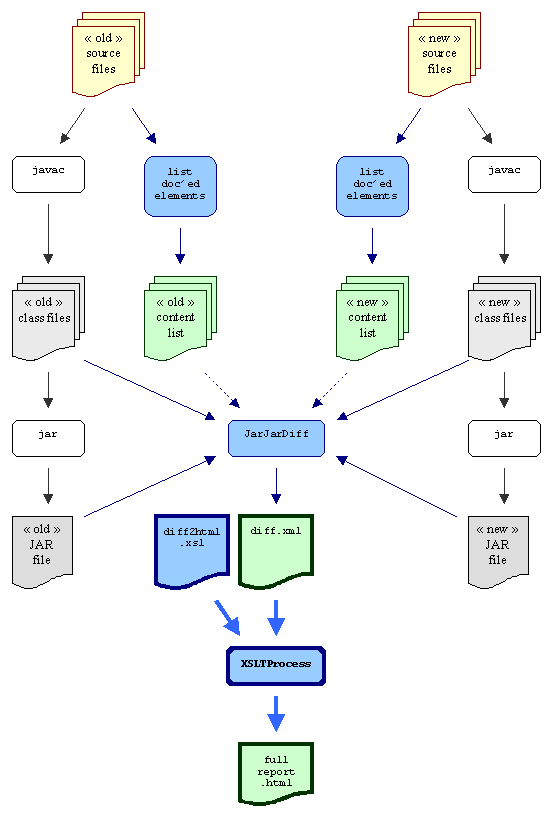 « old »
source
files
« new »
source
files
javac
list
doc´ed
elements
list
doc´ed
elements
javac
« old »
class files
« old »
content
list
« new »
content
list
« new »
class files
jar
JarJarDiff
jar
« old »
JAR
file
diff2html
.xsl
diff.xml
« new »
JAR
file
XSLTProcess
full
report
.html